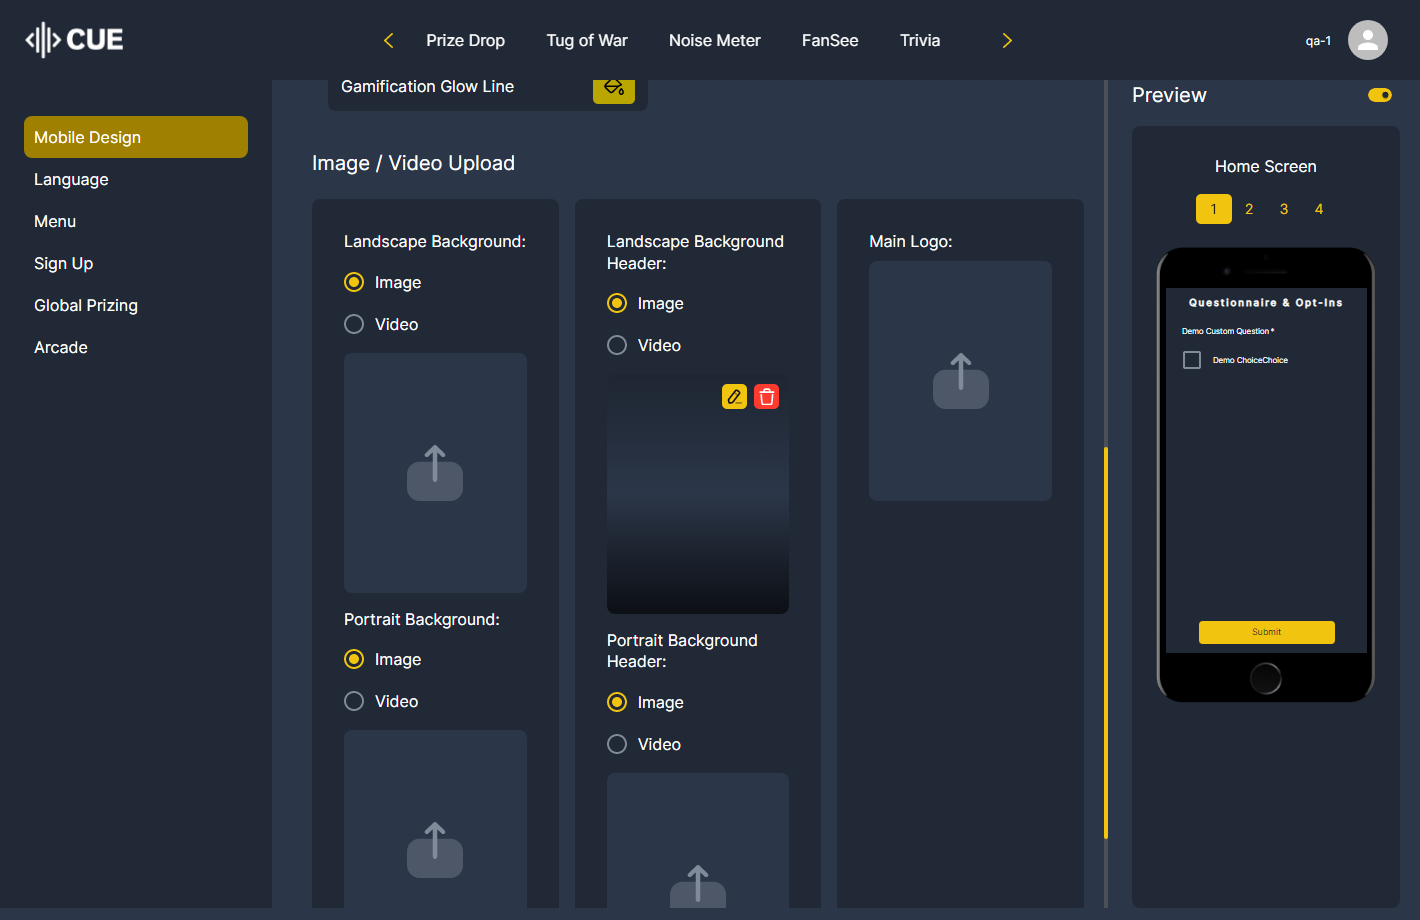 CUE
Prize Drop
Tug of War
Noise Meter
FanSee
Trivia
qa-1
Mobile Design
Language
Menu
Sign Up
Global Prizing
Arcade
Gamification Glow Line
Image / Video Upload
Landscape Background:
Image
Video
Portrait Background:
Image
Video
Landscape Background
Header:
Image
Video
Portrait Background
Header:
Image
Video
Main Logo:
Preview
Home Screen
1 2 3 4
Questionnaire & Opt-Ins
Demo Custom Question*
Demo ChoiceChoice
Submit